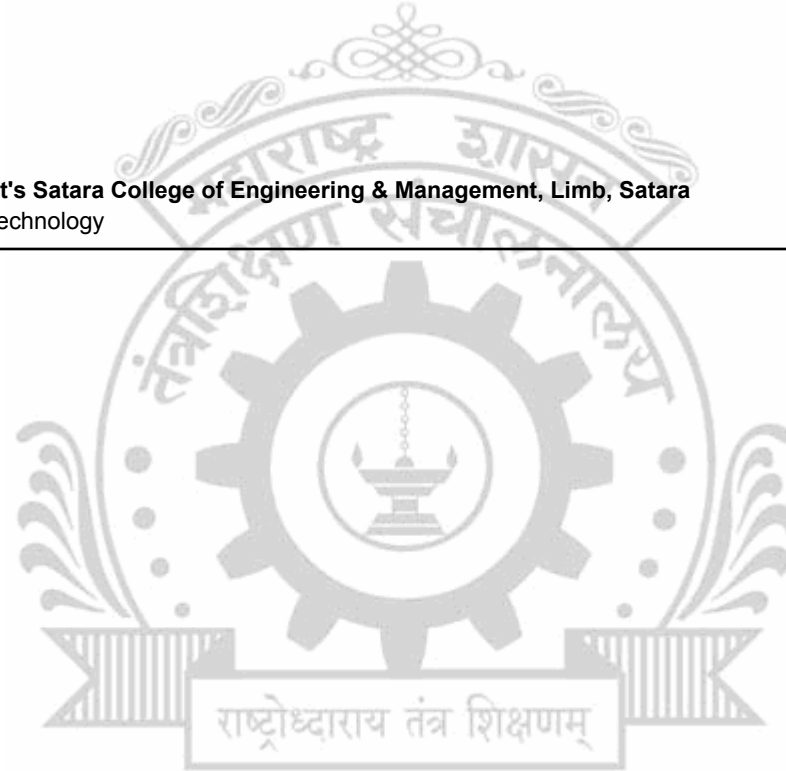 महाराष्ट्र शासन
t's Satara College of Engineering & Management, Limb, Satara
echnology
तंत्रशिक्षण संचालनालय
राष्ट्रोध्दाराय तंत्र शिक्षणम्